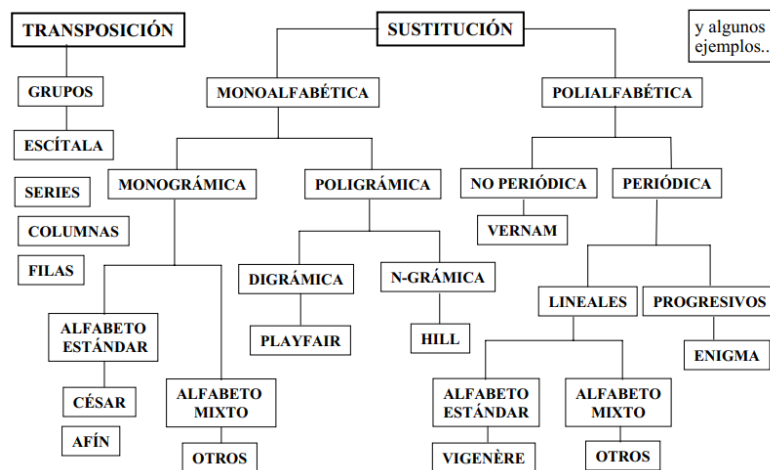 TRANSPOSICIÓN
SUSTITUCIÓN
y algunos
ejemplos..
GRUPOS
MONOALFABÉTICA
POLIALFABÉTICA
ESCÍTALA
SERIES
COLUMNAS
FILAS
MONOGRÁMICA
POLIGRÁMICA
NO PERIÓDICA
PERIÓDICA
VERNAM
DIGRÁMICA
N-GRÁMICA
LINEALES
PROGRESIVOS
ALFABETO
ESTÁNDAR
PLAYFAIR
HILL
ENIGMA
CÉSAR
AFÍN
ALFABETO
MIXTO
OTROS
ALFABETO
ESTÁNDAR
VIGENÈRE
ALFABETO
MIXTO
OTROS